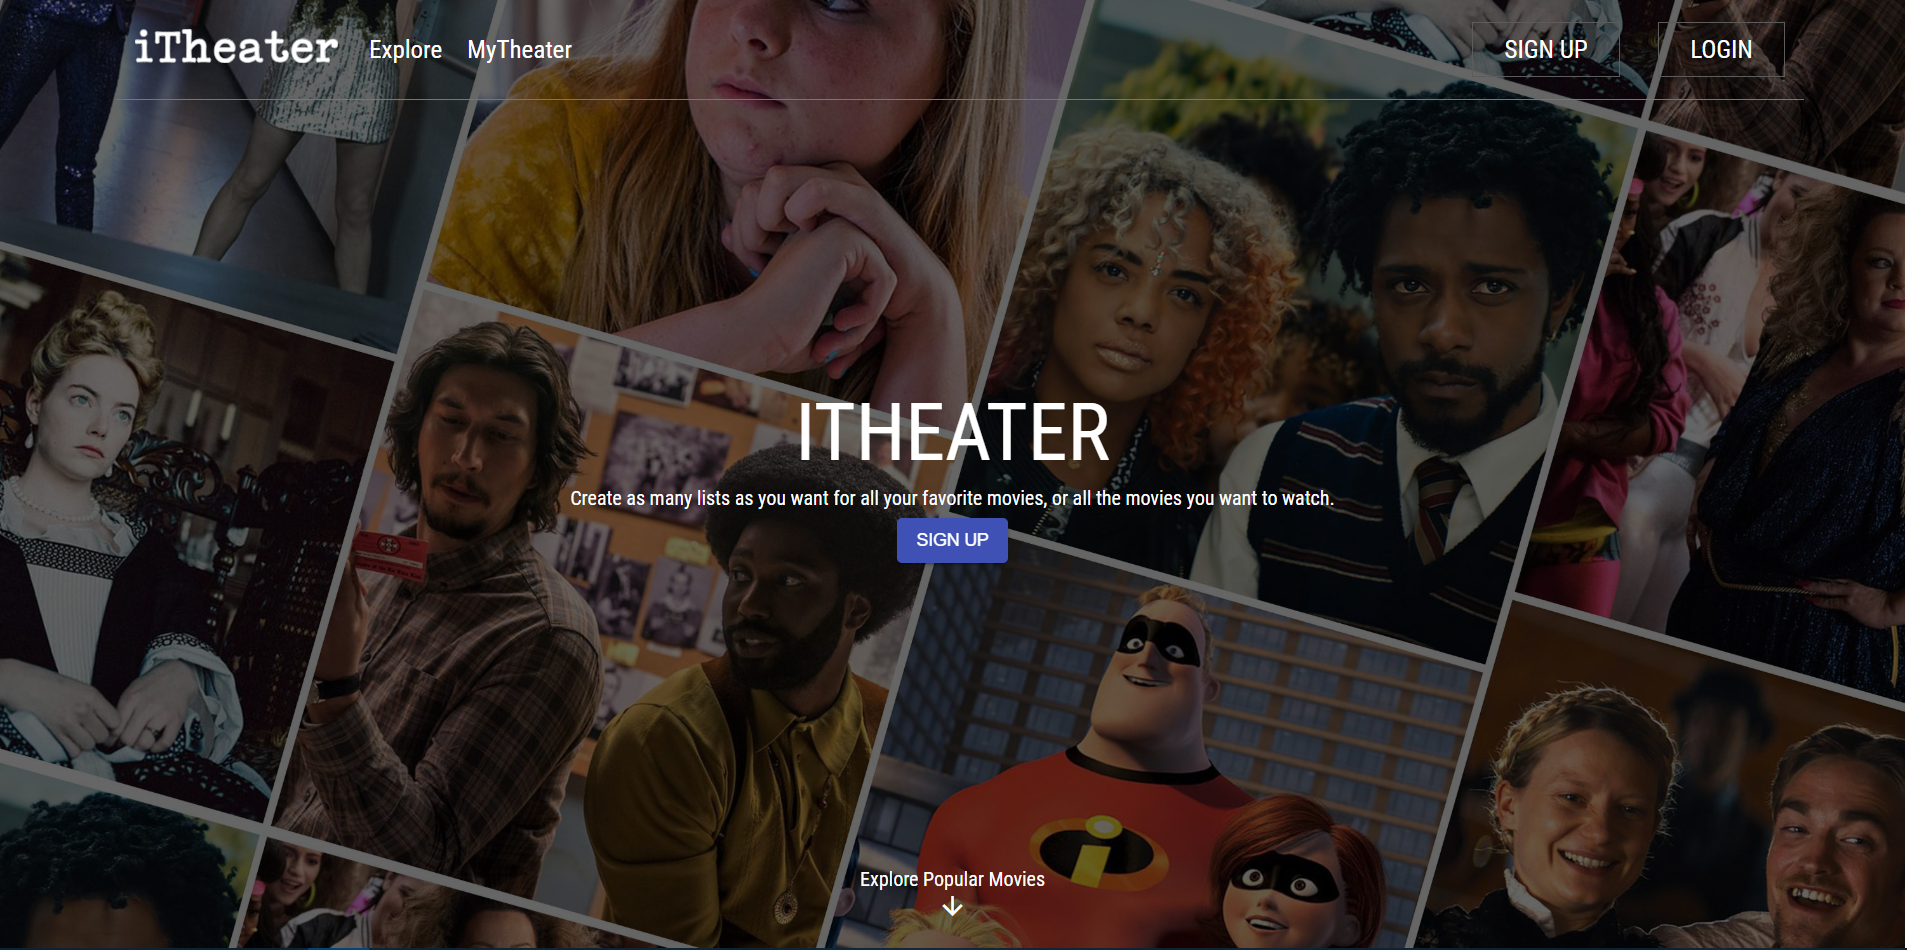 iTheater Explore MyTheater SIGN UP LOGIN
ITHEATER
Create as many lists as you want for all your favorite movies, or all the movies you want to watch.
SIGN UP
Explore Popular Movies